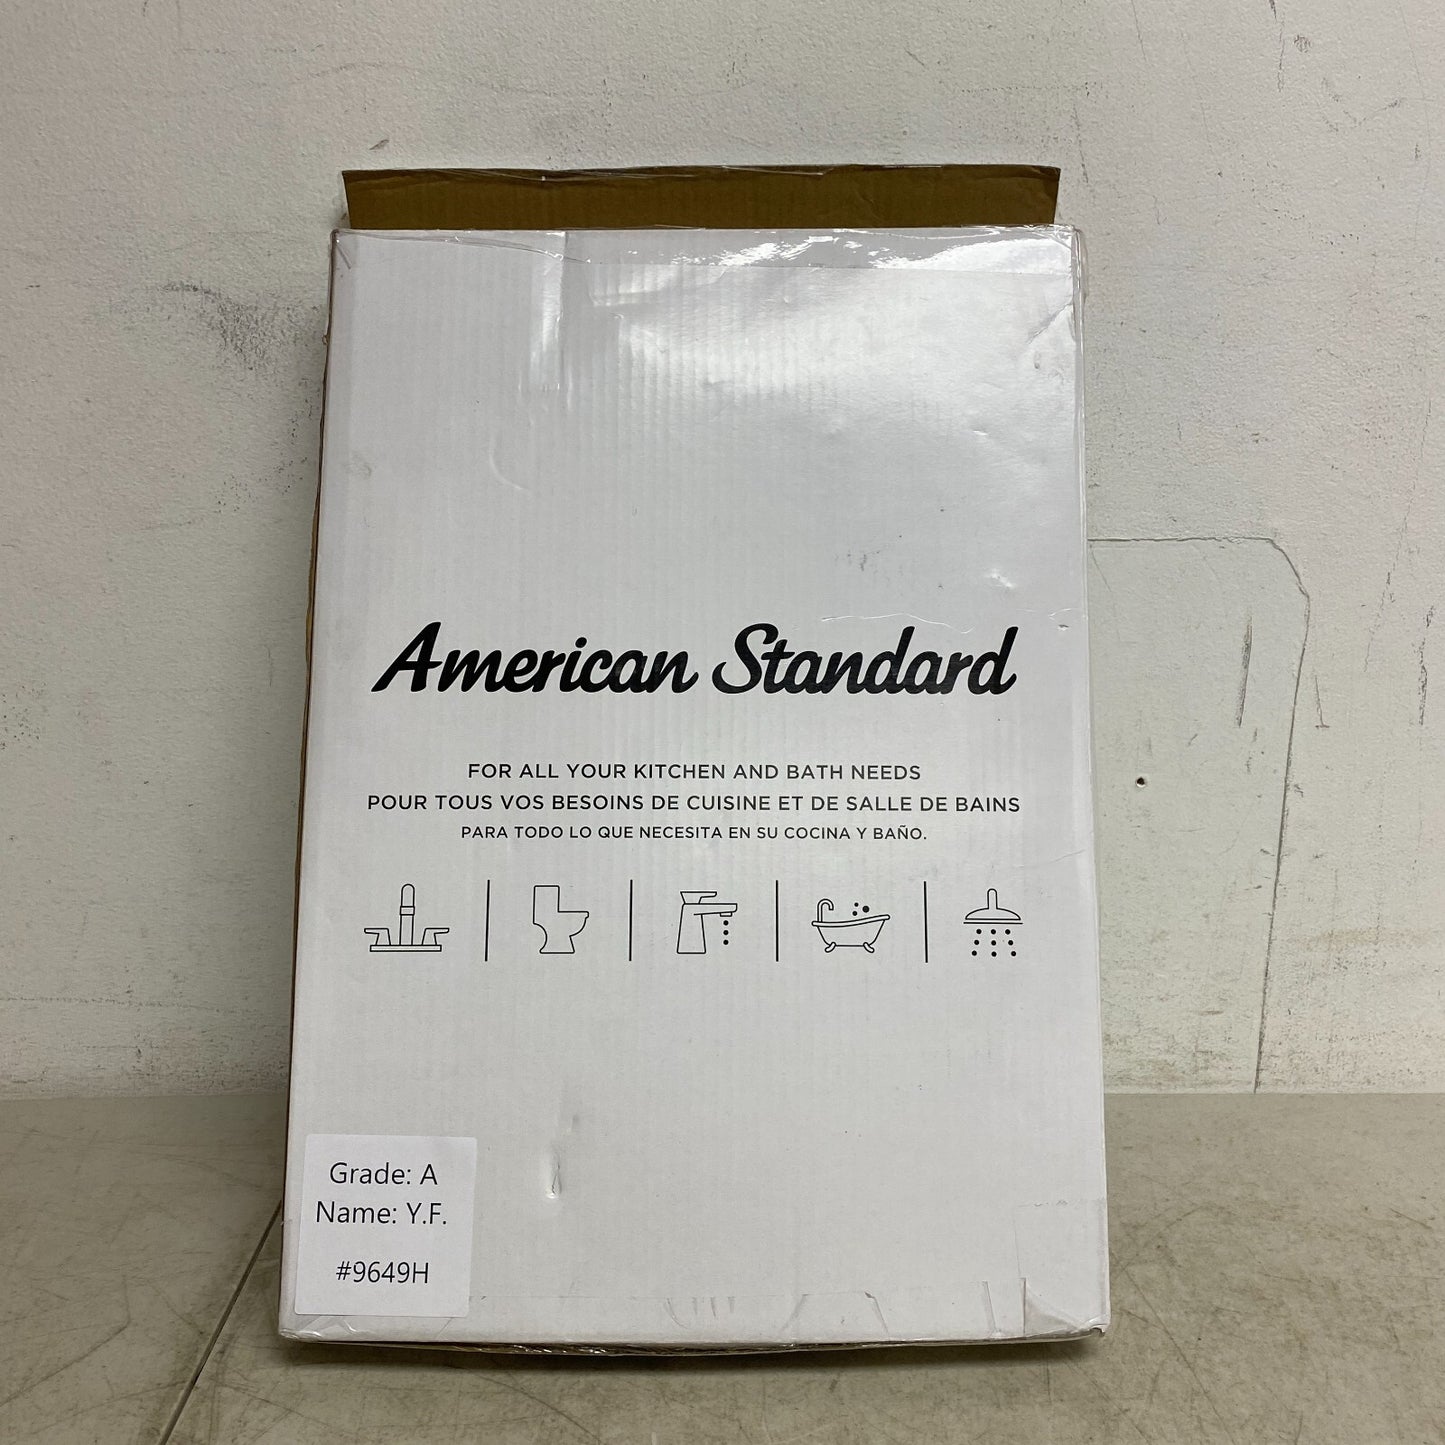 American Standard
FOR ALL YOUR KITCHEN AND BATH NEEDS
POUR TOUS VOS BESOINS DE CUISINE ET DE SALLE DE BAINS
PARA TODO LO QUE NECESITA EN SU COCINA Y BAÑO.
Grade: A
Name: Y.F.
#9649H